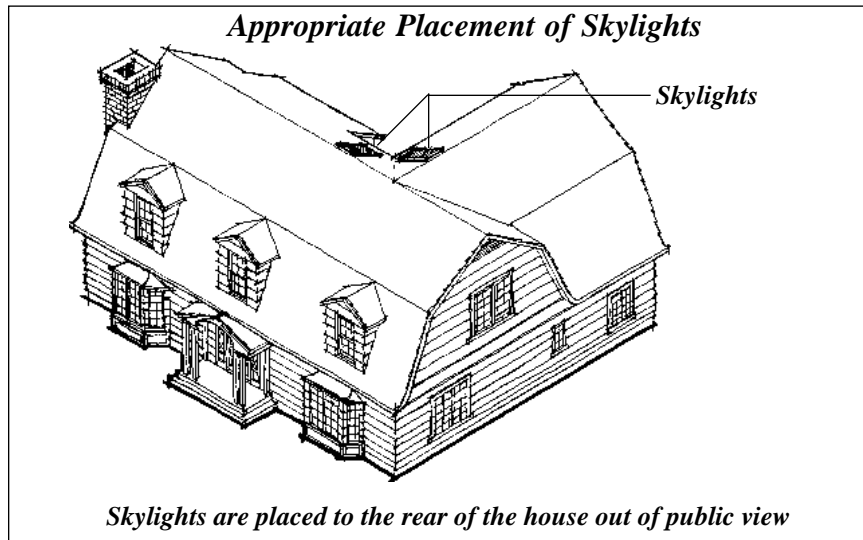 Appropriate Placement of Skylights
Skylights
Skylights are placed to the rear of the house out of public view